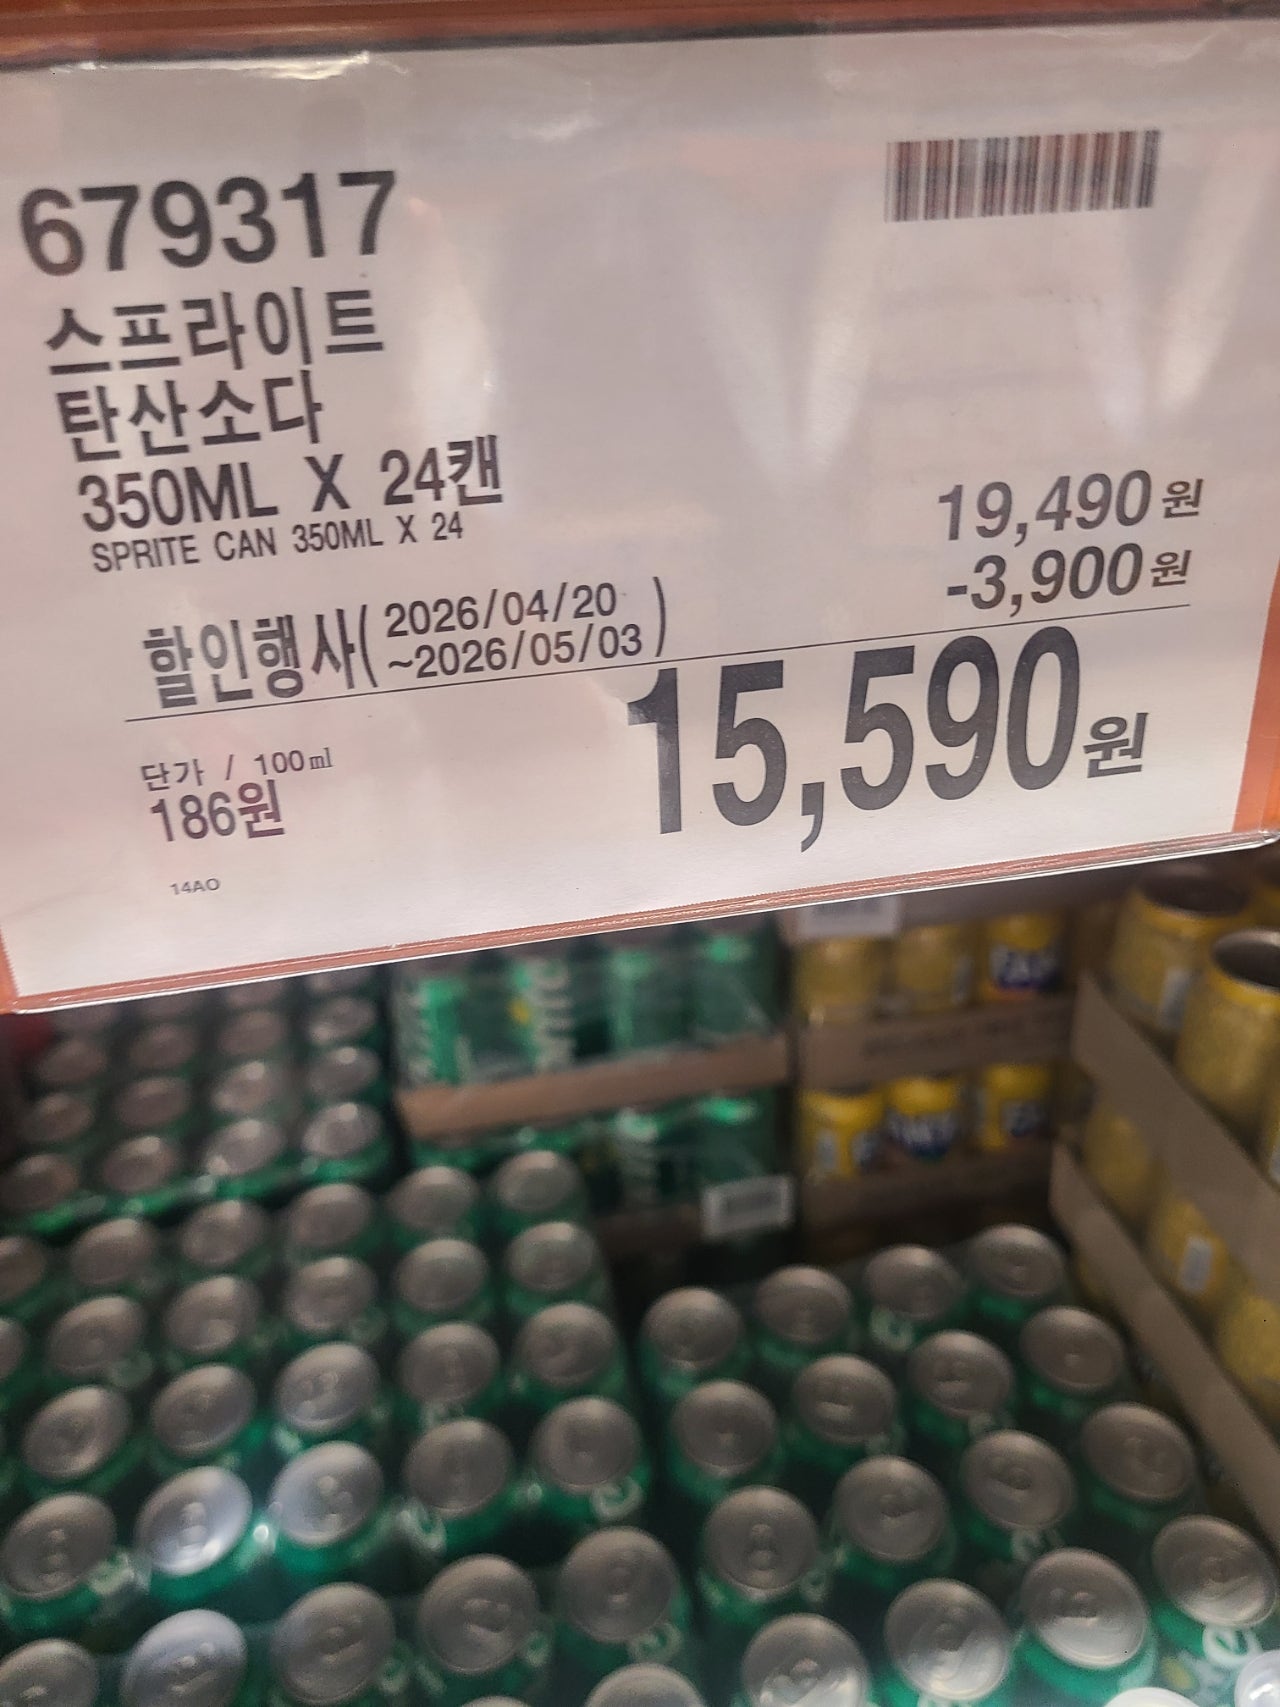 679317
스프라이트
탄산소다
350ML X 24캔
SPRITE CAN 350ML X 24
19,490원
-3,900원
할인행사( 2026/04/20
~2026/05/03 )
15,590원
단가 / 100㎖
186원
14AO